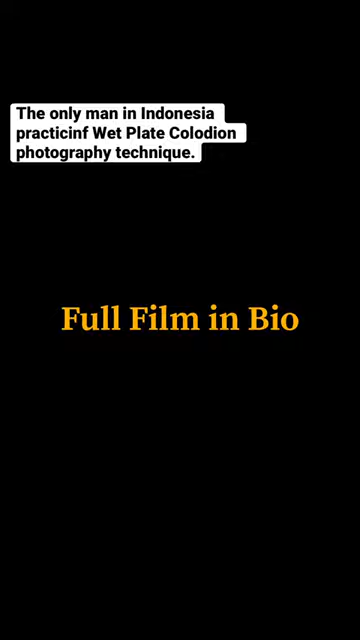 The only man in Indonesia
practicinf Wet Plate Colodion
photography technique.
Full Film in Bio